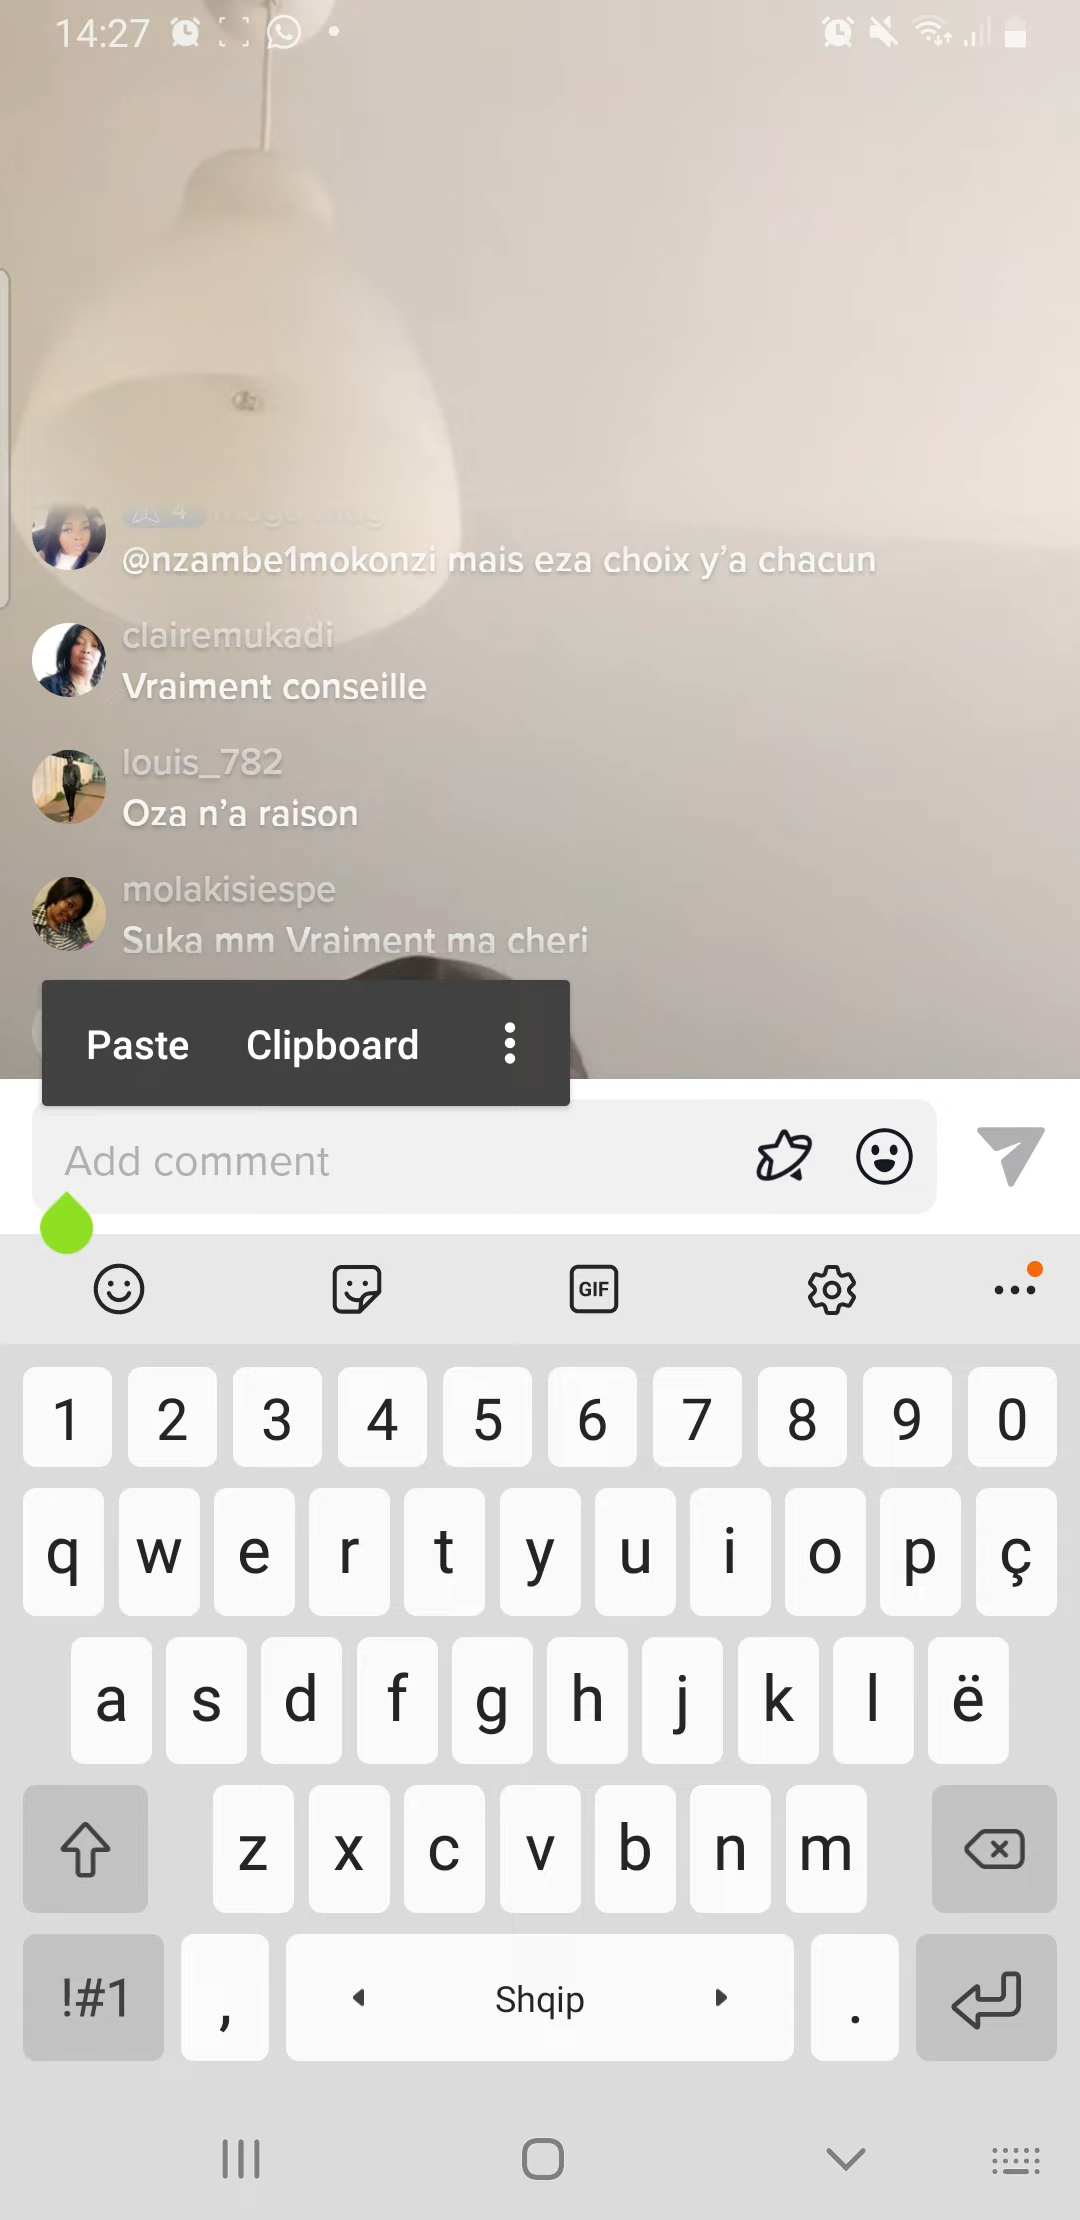 14:27
4
@nzambe1mokonzi mais eza choix y’a chacun
clairemukadi
Vraiment conseille
louis_782
Oza n’a raison
molakisiespe
Suka mm Vraiment ma cheri
Paste Clipboard
Add comment
GIF
1 2 3 4 5 6 7 8 9 0
q w e r t y u i o p ç
a s d f g h j k l ë
z x c v b n m
!#1 , Shqip .